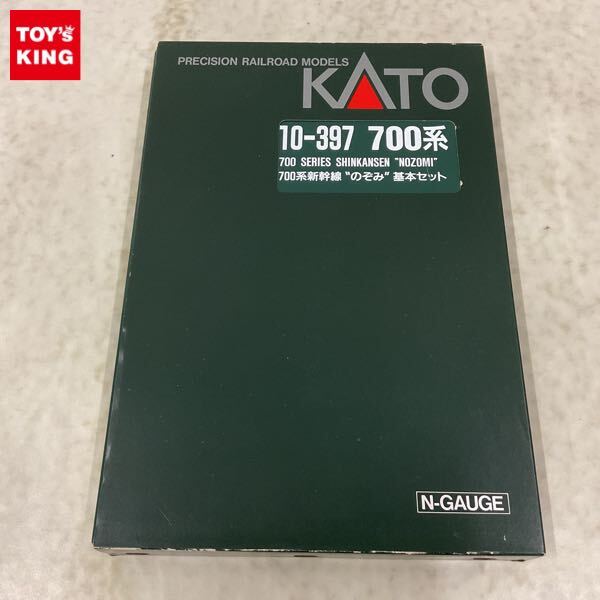 TOY'S
KING
PRECISION RAILROAD MODELS
KATO
10-397 700系
700 SERIES SHINKANSEN "NOZOMI"
700系新幹線"のぞみ"基本セット
N-GAUGE